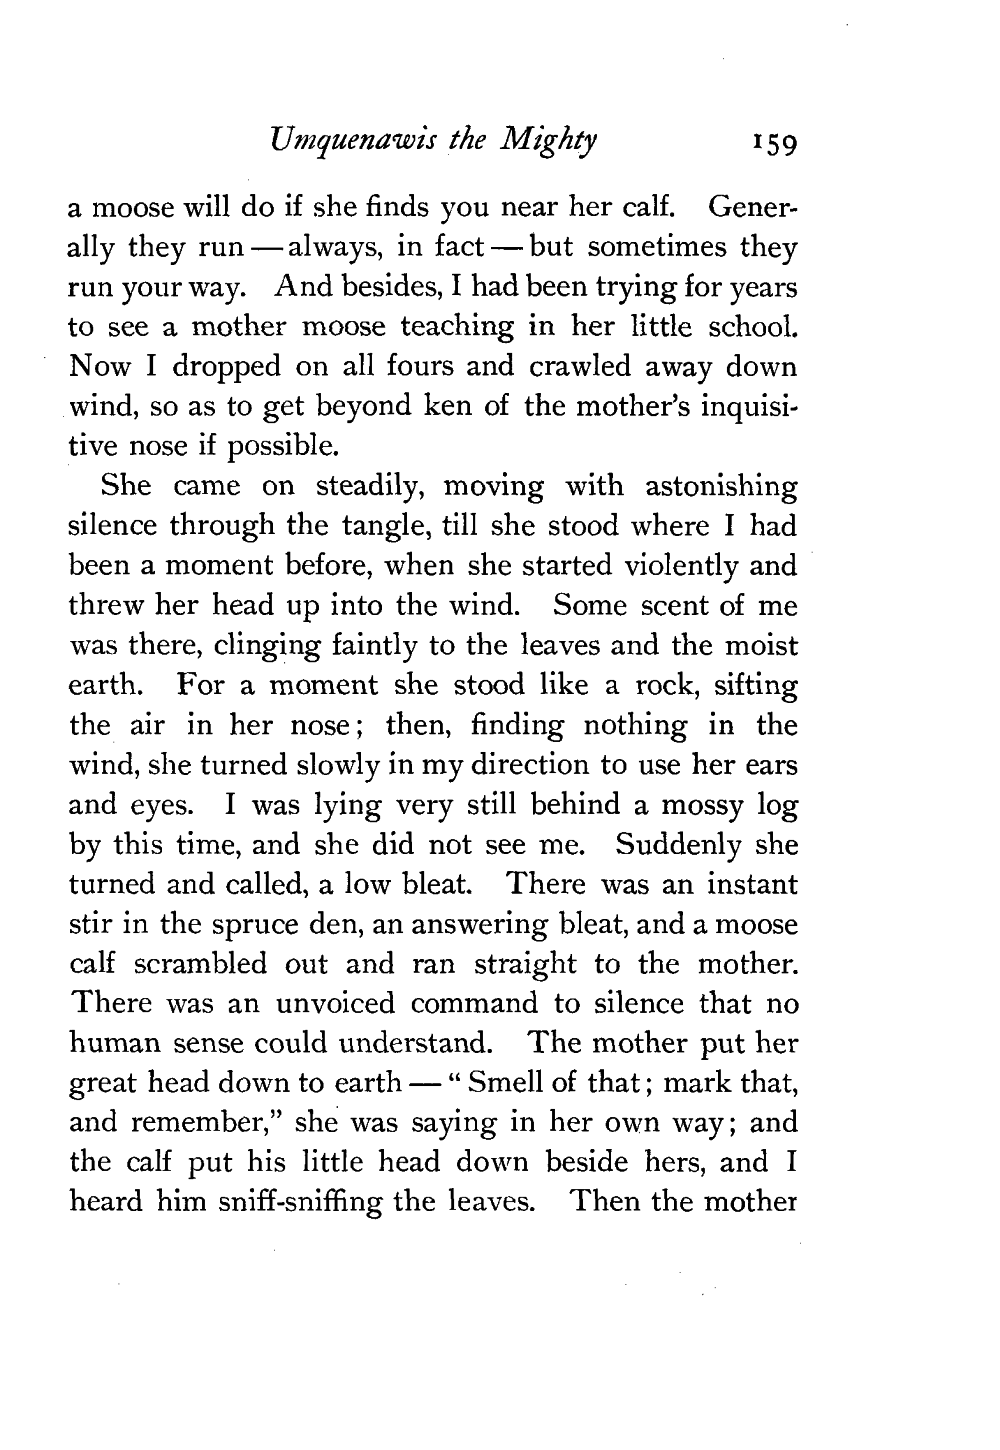 Umquenawis the Mighty 159
a moose will do if she finds you near her calf. Gener-
ally they run — always, in fact — but sometimes they
run your way. And besides, I had been trying for years
to see a mother moose teaching in her little school.
Now I dropped on all fours and crawled away down
wind, so as to get beyond ken of the mother's inquisi-
tive nose if possible.
She came on steadily, moving with astonishing
silence through the tangle, till she stood where I had
been a moment before, when she started violently and
threw her head up into the wind. Some scent of me
was there, clinging faintly to the leaves and the moist
earth. For a moment she stood like a rock, sifting
the air in her nose; then, finding nothing in the
wind, she turned slowly in my direction to use her ears
and eyes. I was lying very still behind a mossy log
by this time, and she did not see me. Suddenly she
turned and called, a low bleat. There was an instant
stir in the spruce den, an answering bleat, and a moose
calf scrambled out and ran straight to the mother.
There was an unvoiced command to silence that no
human sense could understand. The mother put her
great head down to earth — " Smell of that; mark that,
and remember," she was saying in her own way; and
the calf put his little head down beside hers, and I
heard him sniff-sniffing the leaves. Then the mother